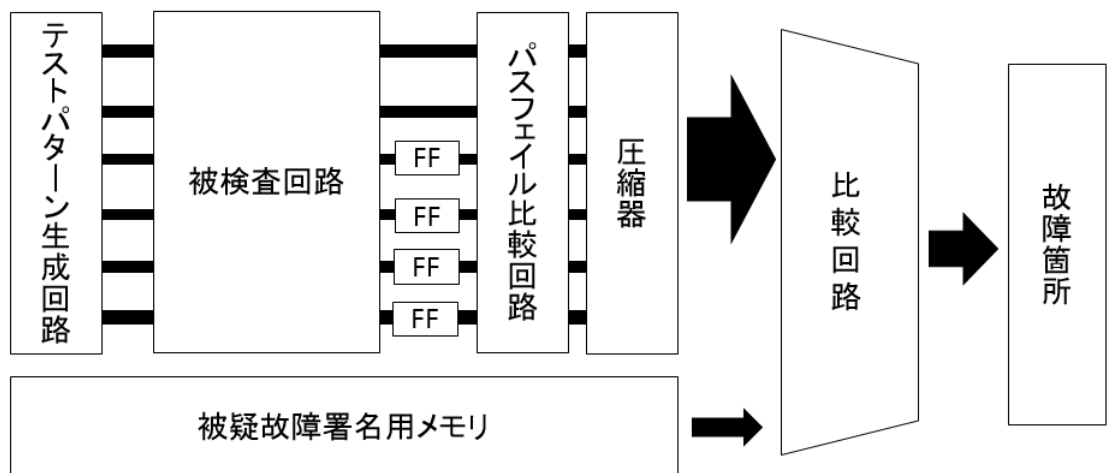 テストパターン生成回路
被検査回路
FF
FF
FF
FF
パスフェイル比較回路
圧縮器
比較回路
故障箇所
被疑故障署名用メモリ